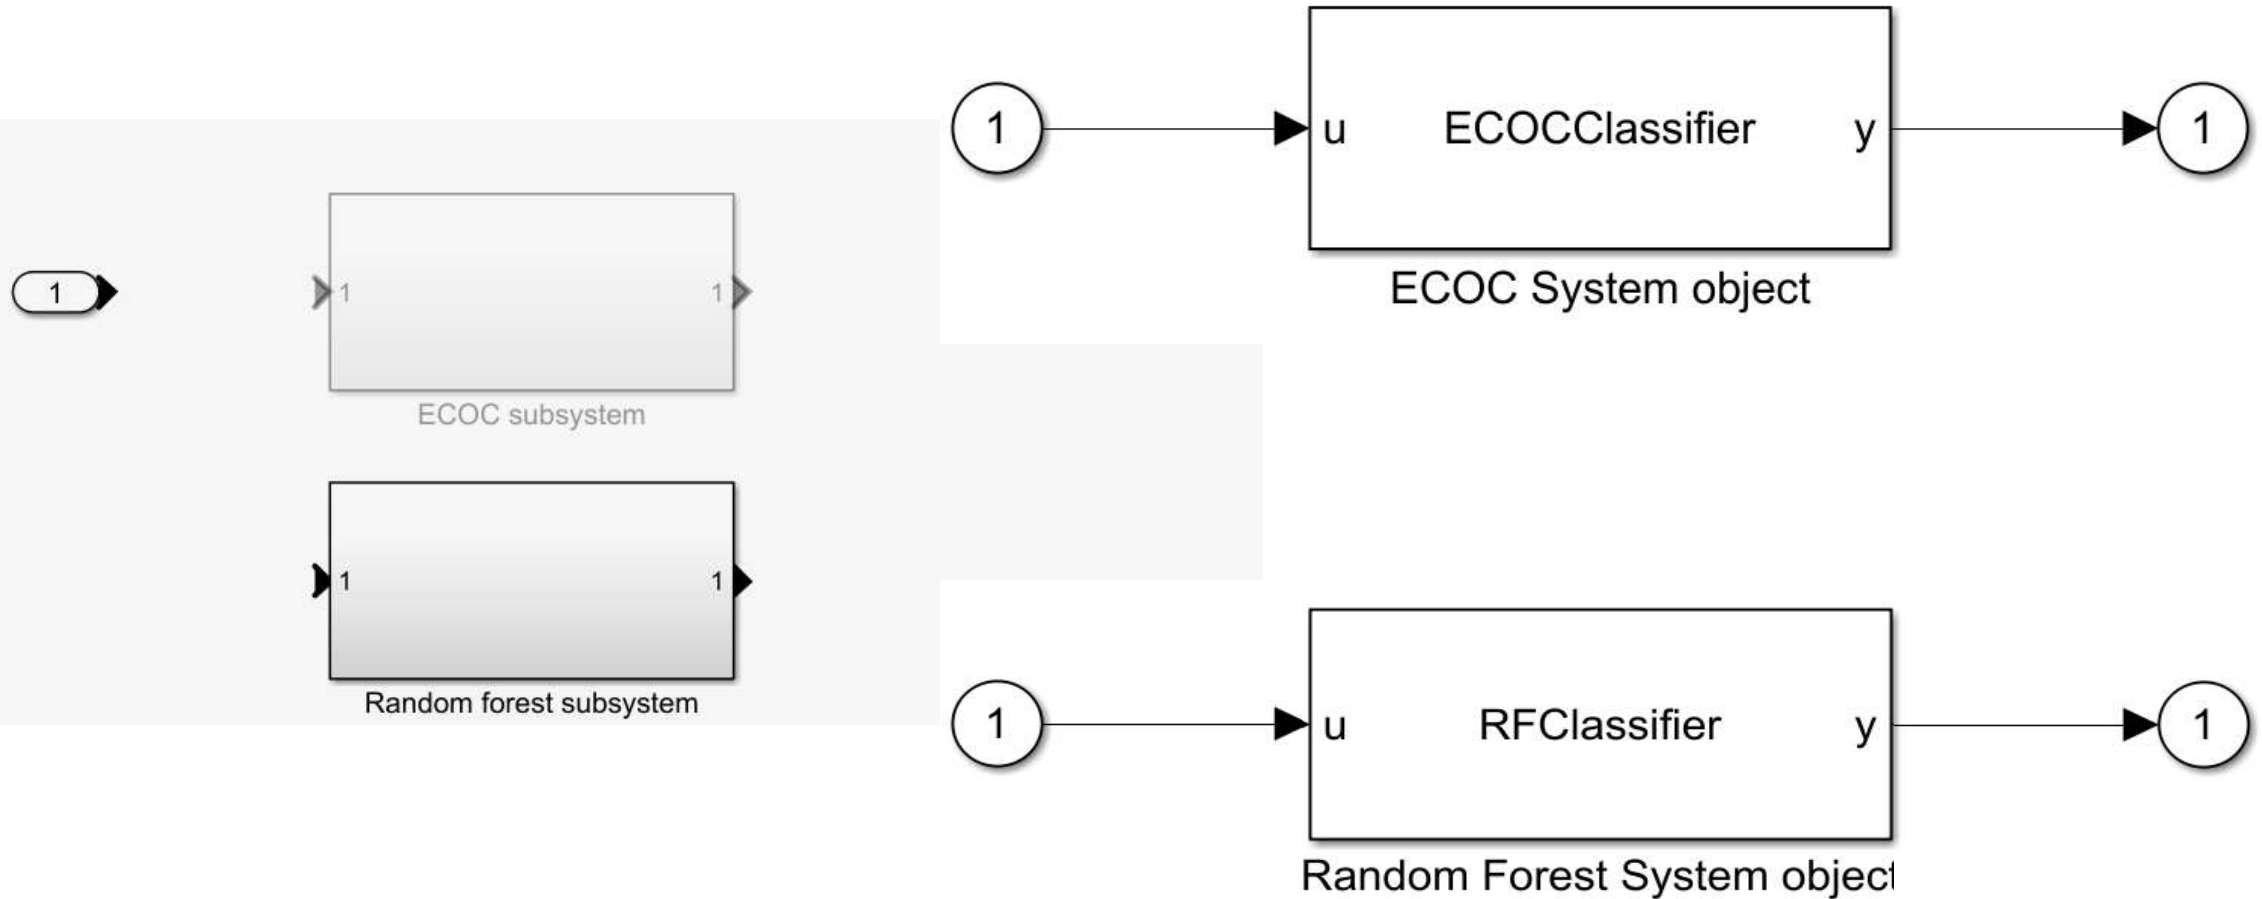 1
1
1
ECOC subsystem
1
1
Random forest subsystem
1
u
ECOCClassifier
y
1
ECOC System object
1
u
RFClassifier
y
1
Random Forest System object